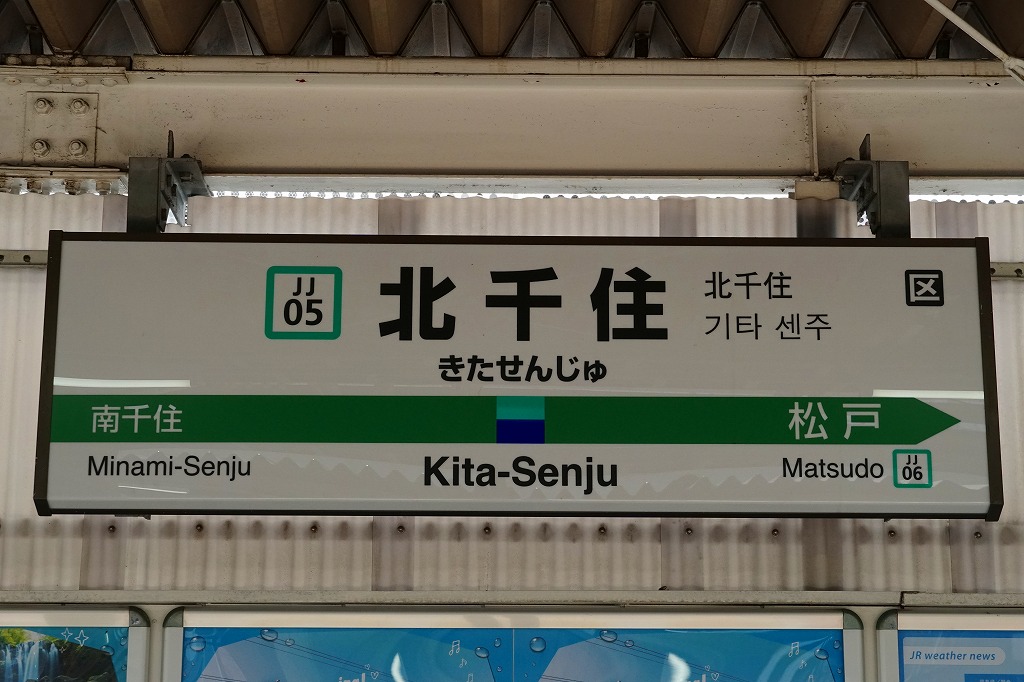 JJ
05
北千住
北千住
기타 센주
区
きたせんじゅ
南千住
松戸
Minami-Senju
Kita-Senju
Matsudo
JJ
06
JR weather news